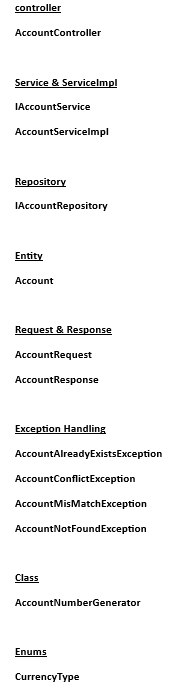 controller
AccountController
Service & ServiceImpl
IAccountService
AccountServiceImpl
Repository
IAccountRepository
Entity
Account
Request & Response
AccountRequest
AccountResponse
Exception Handling
AccountAlreadyExistsException
AccountConflictException
AccountMisMatchException
AccountNotFoundException
Class
AccountNumberGenerator
Enums
CurrencyType